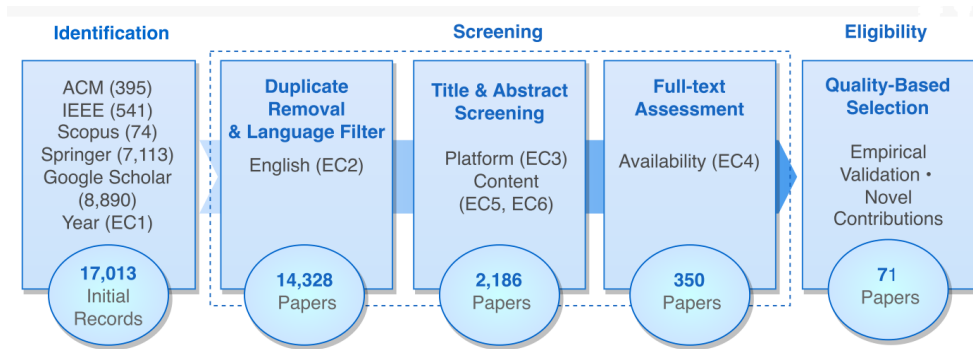 Identification
ACM (395)
IEEE (541)
Scopus (74)
Springer (7,113)
Google Scholar
(8,890)
Year (EC1)
17,013
Initial
Records
Screening
Duplicate
Removal
& Language Filter
English (EC2)
14,328
Papers
Title & Abstract
Screening
Platform (EC3)
Content
(EC5, EC6)
2,186
Papers
Full-text
Assessment
Availability (EC4)
350
Papers
Eligibility
Quality-Based
Selection
Empirical
Validation •
Novel
Contributions
71
Papers